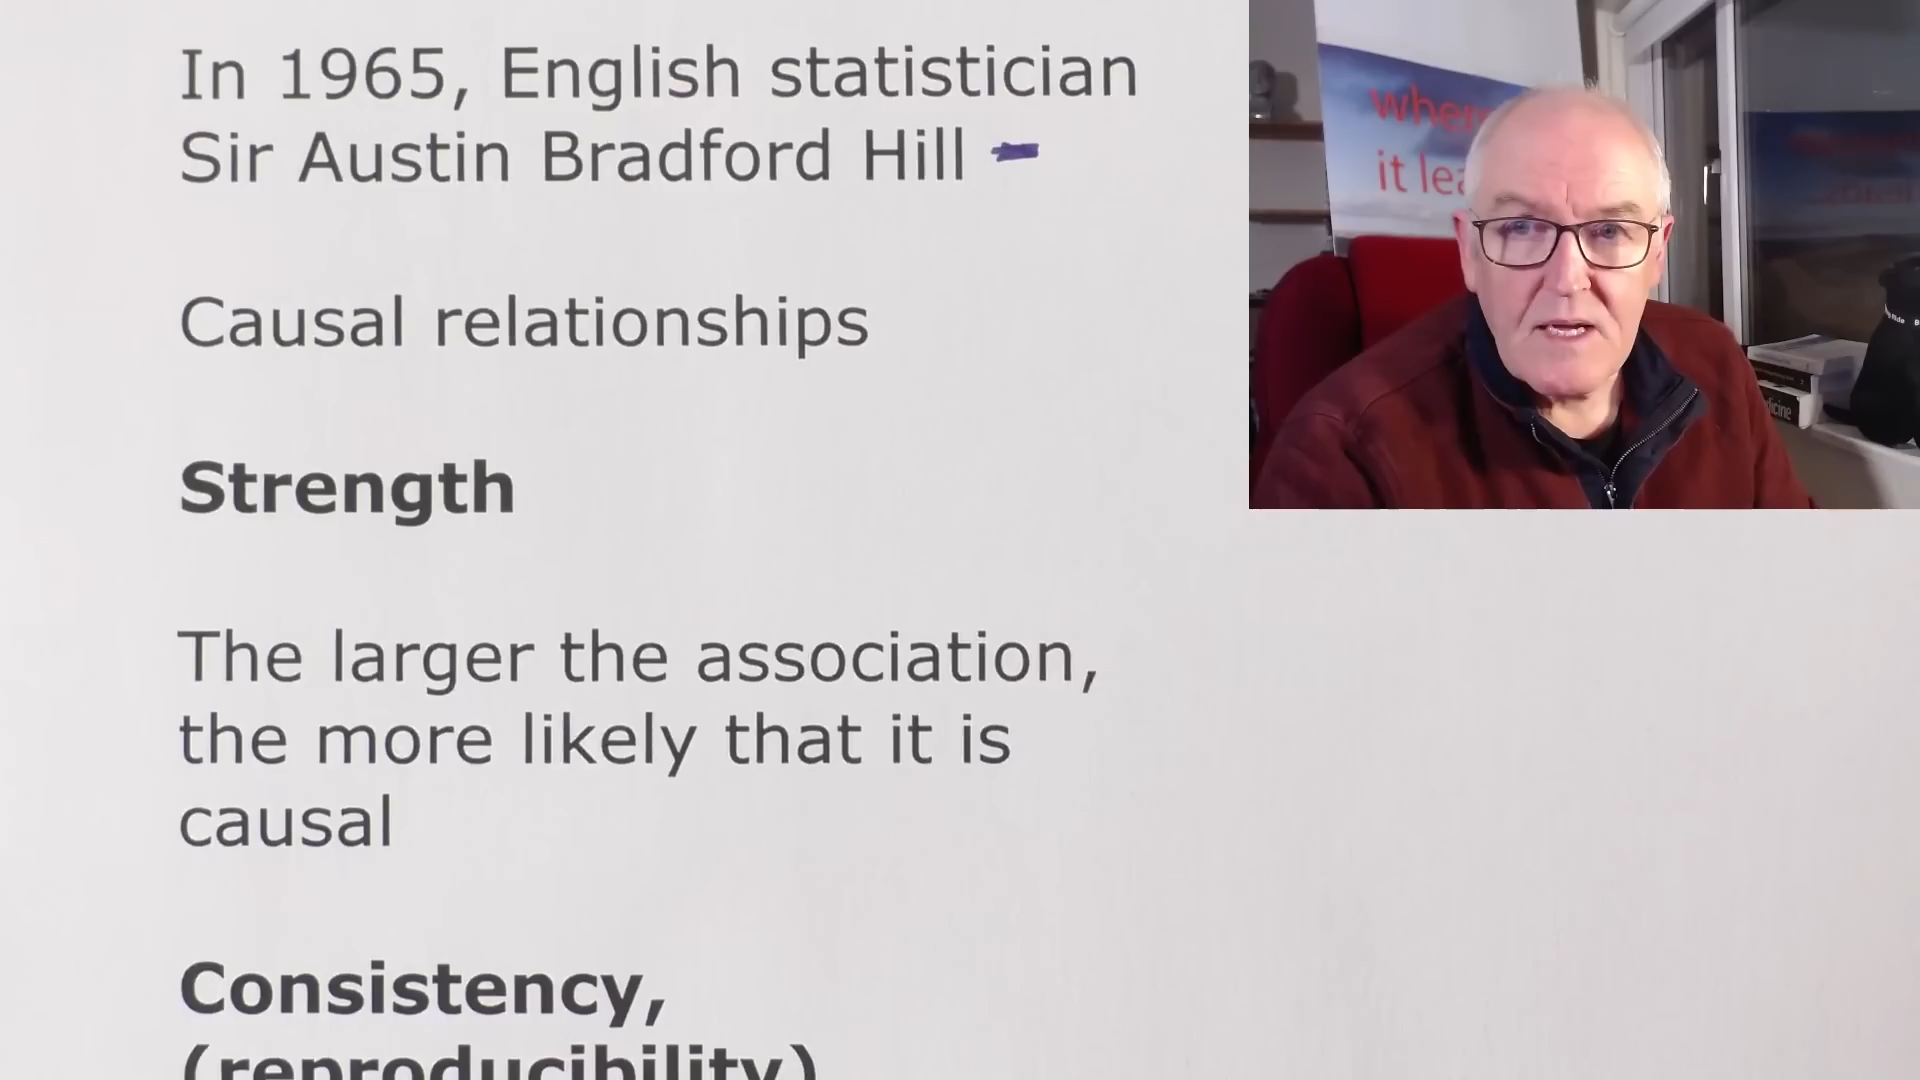 In 1965, English statistician
Sir Austin Bradford Hill
Causal relationships
Strength
The larger the association,
the more likely that it is
causal
Consistency,
(reproducibility)
it